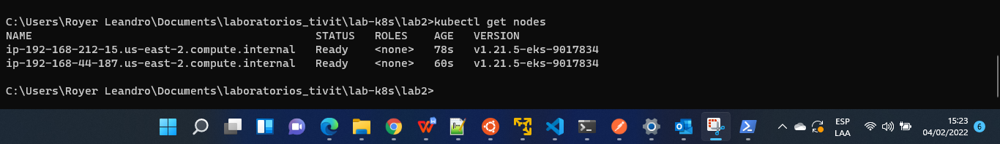 C:\Users\Royer Leandro\Documents\laboratorios_tivit\lab-k8s\lab2>kubectl get nodes
NAME STATUS ROLES AGE VERSION
ip-192-168-212-15.us-east-2.compute.internal Ready <none> 78s v1.21.5-eks-9017834
ip-192-168-44-187.us-east-2.compute.internal Ready <none> 60s v1.21.5-eks-9017834
C:\Users\Royer Leandro\Documents\laboratorios_tivit\lab-k8s\lab2>
ESP
LAA
15:23
04/02/2022
6